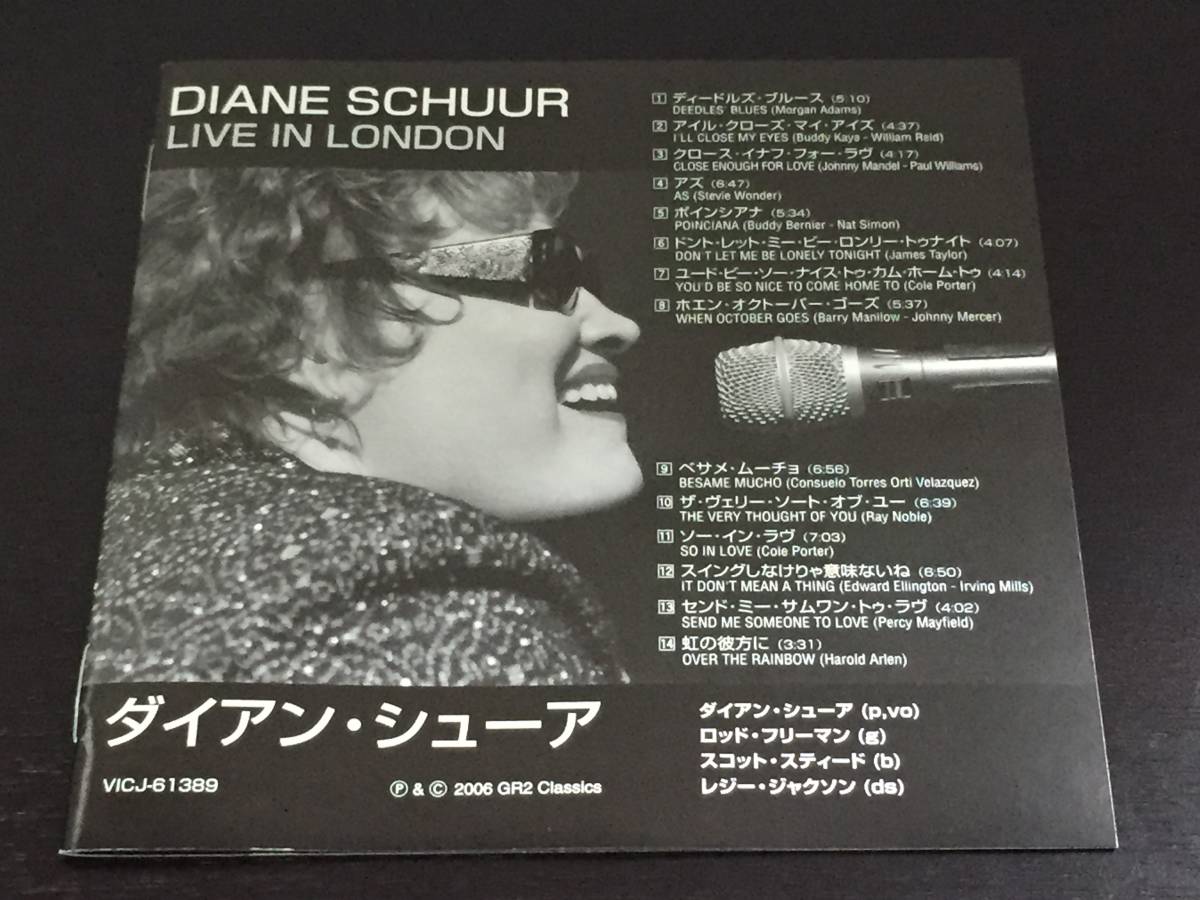 DIANE SCHUUR
LIVE IN LONDON
1 ディードルズ・ブルース (5:10)
DEEDLES' BLUES (Morgan Adams)
2 アイル・クローズ・マイ・アイズ (4:37)
I'LL CLOSE MY EYES (Buddy Kaye - William Reid)
3 クロース・イナフ・フォー・ラヴ (4:17)
CLOSE ENOUGH FOR LOVE (Johnny Mandel - Paul Williams)
4 アズ (6:47)
AS (Stevie Wonder)
5 ポインシアナ (5:34)
POINCIANA (Buddy Bernier - Nat Simon)
6 ドント・レット・ミー・ビー・ロンリー・トゥナイト (4:07)
DON'T LET ME BE LONELY TONIGHT (James Taylor)
7 ユード・ビー・ソー・ナイス・トゥ・カム・ホーム・トゥ (4:14)
YOU'D BE SO NICE TO COME HOME TO (Cole Porter)
8 ホエン・オクトーバー・ゴーズ (5:37)
WHEN OCTOBER GOES (Barry Manilow - Johnny Mercer)
9 ベサメ・ムーチョ (6:56)
BESAME MUCHO (Consuelo Torres Orti Velazquez)
10 ザ・ヴェリー・ソート・オブ・ユー (6:39)
THE VERY THOUGHT OF YOU (Ray Noble)
11 ソー・イン・ラヴ (7:03)
SO IN LOVE (Cole Porter)
12 スイングしなけりゃ意味ないね (6:50)
IT DON'T MEAN A THING (Edward Ellington - Irving Mills)
13 センド・ミー・サムワン・トゥ・ラヴ (4:02)
SEND ME SOMEONE TO LOVE (Percy Mayfield)
14 虹の彼方に (3:31)
OVER THE RAINBOW (Harold Arlen)
ダイアン・シューア
VICJ-61389
Ⓟ & © 2006 GR2 Classics
ダイアン・シューア (p,vo)
ロッド・フリーマン (g)
スコット・スティード (b)
レジー・ジャクソン (ds)